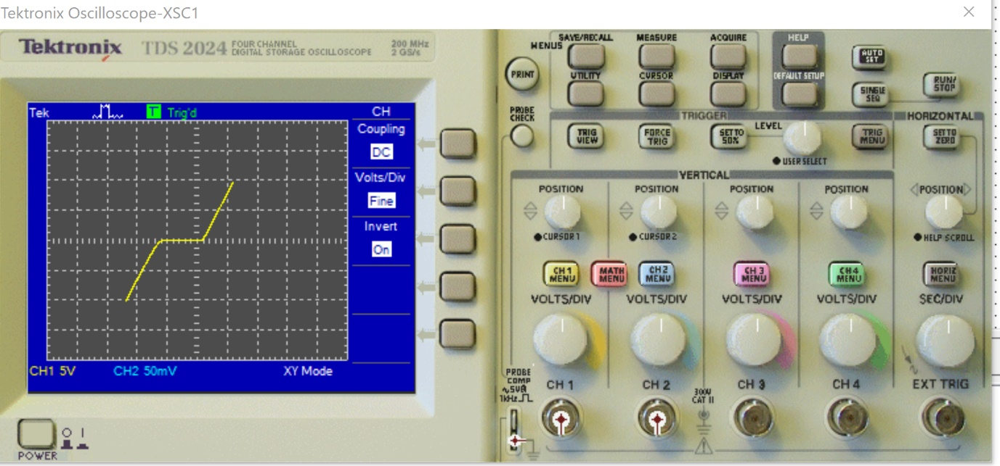 Tektronix Oscilloscope-XSC1
Tektronix TDS 2024 FOUR CHANNEL DIGITAL STORAGE OSCILLOSCOPE 200 MHz 2 GS/s
Tek T Trig'd CH
Coupling
DC
Volts/Div
Fine
Invert
On
CH1 5V CH2 50mV XY Mode
POWER
MENUS SAVE/RECALL MEASURE ACQUIRE HELP
PRINT
AUTO SET
UTILITY CURSOR DISPLAY DEFAULT SETUP
SINGLE SEQ
RUN/ STOP
PROBE CHECK
TRIGGER HORIZONTAL
TRIG VIEW
FORCE TRIG
SET TO 50%
LEVEL
TRIG MENU
SET TO ZERO
USER SELECT
VERTICAL
POSITION POSITION POSITION POSITION POSITION
CURSOR 1 CURSOR 2 HELP SCROLL
CH 1 MENU
MATH MENU
CH 2 MENU
CH 3 MENU
CH 4 MENU
HORIZ MENU
VOLTS/DIV VOLTS/DIV VOLTS/DIV VOLTS/DIV SEC/DIV
PROBE COMP
~5V@
1kHz
CH 1 CH 2 CH 3 CH 4 EXT TRIG
300V
CAT II